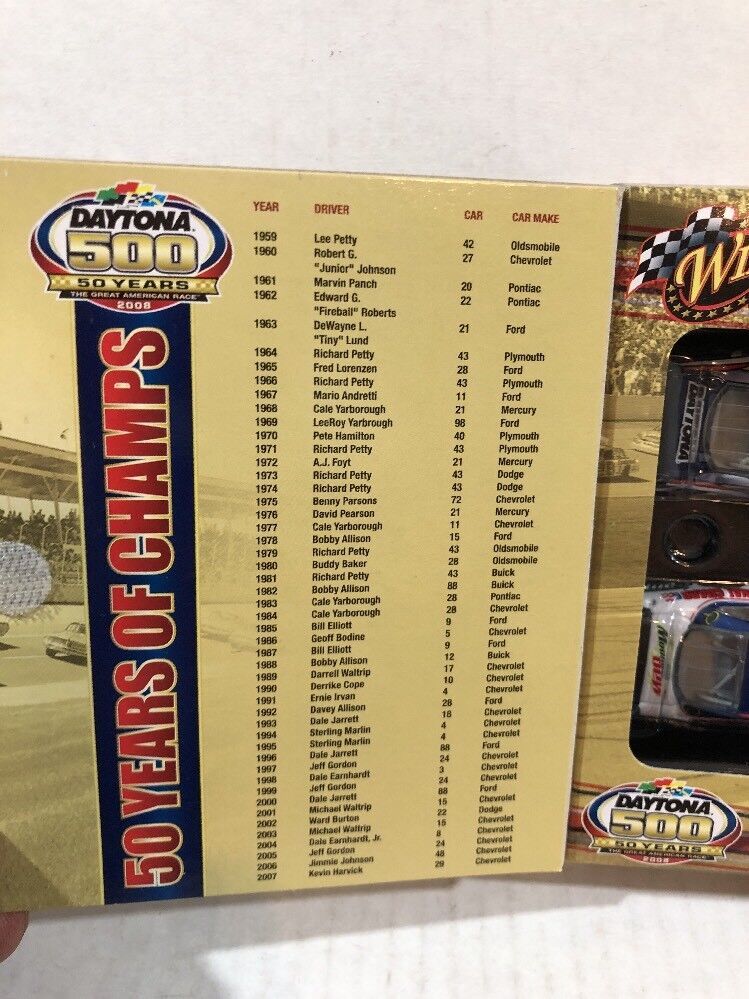 DAYTONA
500
50 YEARS
THE GREAT AMERICAN RACE
2008
50 YEARS OF CHAMPS
YEAR DRIVER CAR CAR MAKE
1959 Lee Petty 42 Oldsmobile
1960 Robert G. 27 Chevrolet
"Junior" Johnson
1961 Marvin Panch 20 Pontiac
1962 Edward G. 22 Pontiac
"Fireball" Roberts
1963 DeWayne L. 21 Ford
"Tiny" Lund
1964 Richard Petty 43 Plymouth
1965 Fred Lorenzen 28 Ford
1966 Richard Petty 43 Plymouth
1967 Mario Andretti 11 Ford
1968 Cale Yarborough 21 Mercury
1969 LeeRoy Yarbrough 98 Ford
1970 Pete Hamilton 40 Plymouth
1971 Richard Petty 43 Plymouth
1972 A.J. Foyt 21 Mercury
1973 Richard Petty 43 Dodge
1974 Richard Petty 43 Dodge
1975 Benny Parsons 72 Chevrolet
1976 David Pearson 21 Mercury
1977 Cale Yarborough 11 Chevrolet
1978 Bobby Allison 15 Ford
1979 Richard Petty 43 Oldsmobile
1980 Buddy Baker 28 Oldsmobile
1981 Richard Petty 43 Buick
1982 Bobby Allison 88 Buick
1983 Cale Yarborough 28 Pontiac
1984 Cale Yarborough 28 Chevrolet
1985 Bill Elliott 9 Ford
1986 Geoff Bodine 5 Chevrolet
1987 Bill Elliott 9 Ford
1988 Bobby Allison 12 Buick
1989 Darrell Waltrip 17 Chevrolet
1990 Derrike Cope 10 Chevrolet
1991 Ernie Irvan 4 Chevrolet
1992 Davey Allison 28 Ford
1993 Dale Jarrett 18 Chevrolet
1994 Sterling Marlin 4 Chevrolet
1995 Sterling Marlin 4 Chevrolet
1996 Dale Jarrett 88 Ford
1997 Jeff Gordon 24 Chevrolet
1998 Dale Earnhardt 3 Chevrolet
1999 Jeff Gordon 24 Chevrolet
2000 Dale Jarrett 88 Ford
2001 Michael Waltrip 15 Chevrolet
2002 Ward Burton 22 Dodge
2003 Michael Waltrip 15 Chevrolet
2004 Dale Earnhardt, Jr. 8 Chevrolet
2005 Jeff Gordon 24 Chevrolet
2006 Jimmie Johnson 48 Chevrolet
2007 Kevin Harvick 29 Chevrolet
DAYTONA
DAYTONA
500
50 YEARS
THE GREAT AMERICAN RACE
2008